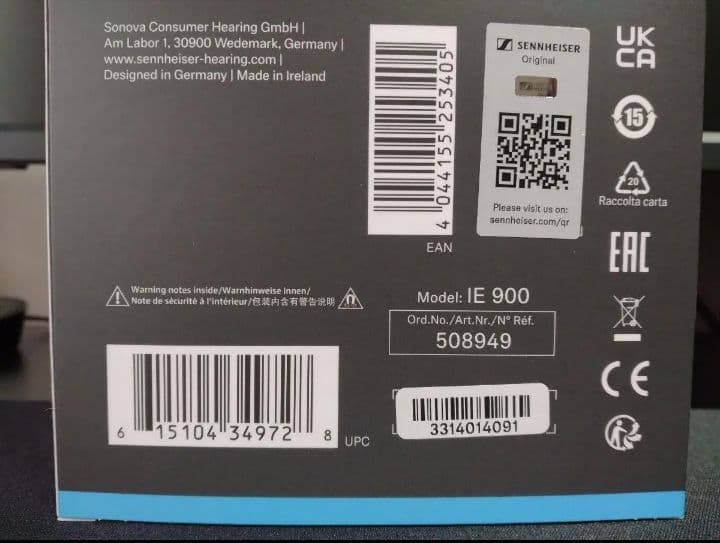 Sonova Consumer Hearing GmbH |
Am Labor 1, 30900 Wedemark, Germany |
www.sennheiser-hearing.com |
Designed in Germany | Made in Ireland
4 044155 253405
EAN
SENNHEISER
Original
Please visit us on:
sennheiser.com/qr
UK
CA
15
20
Raccolta carta
EAC
CE
Warning notes inside/Warnhinweise innen/
Note de sécurité à l'intérieur/包装内含有警告说明
Model: IE 900
Ord.No./Art.Nr./N° Réf.
508949
6 15104 34972 8
UPC
3314014091